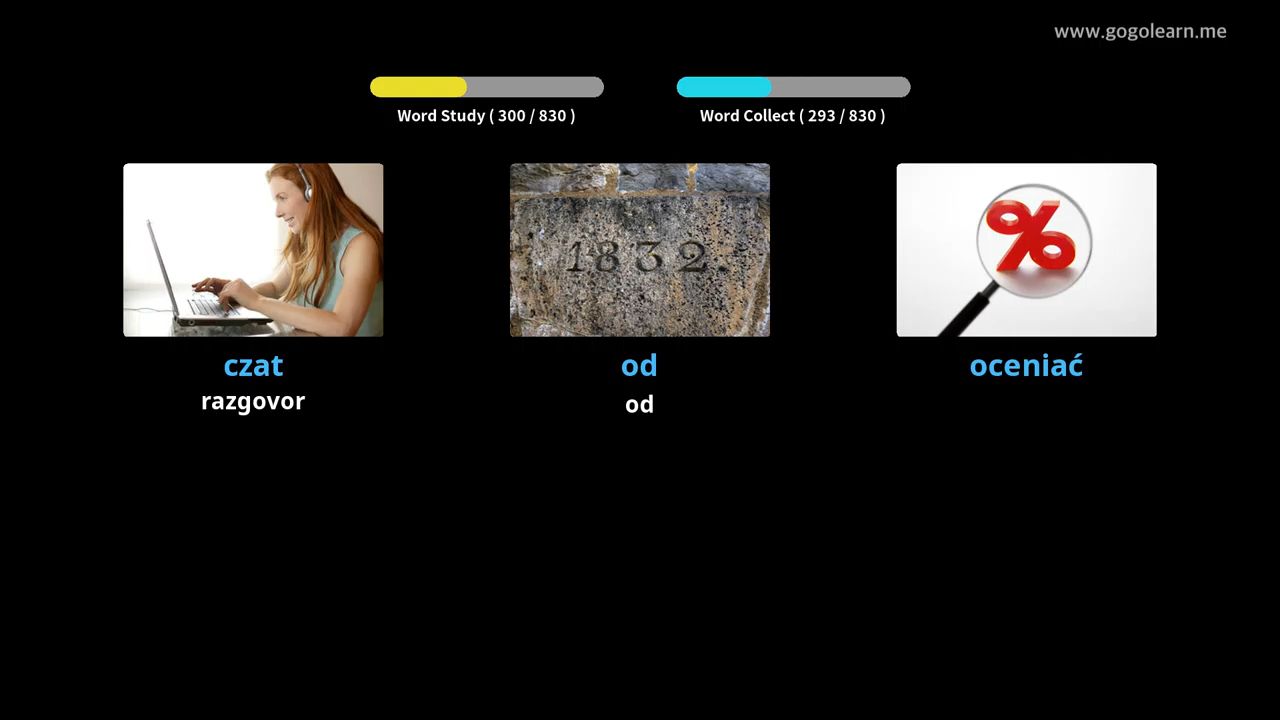 www.gogolearn.me
Word Study ( 300 / 830 )
Word Collect ( 293 / 830 )
1832.
%
czat
od
oceniać
razgovor
od